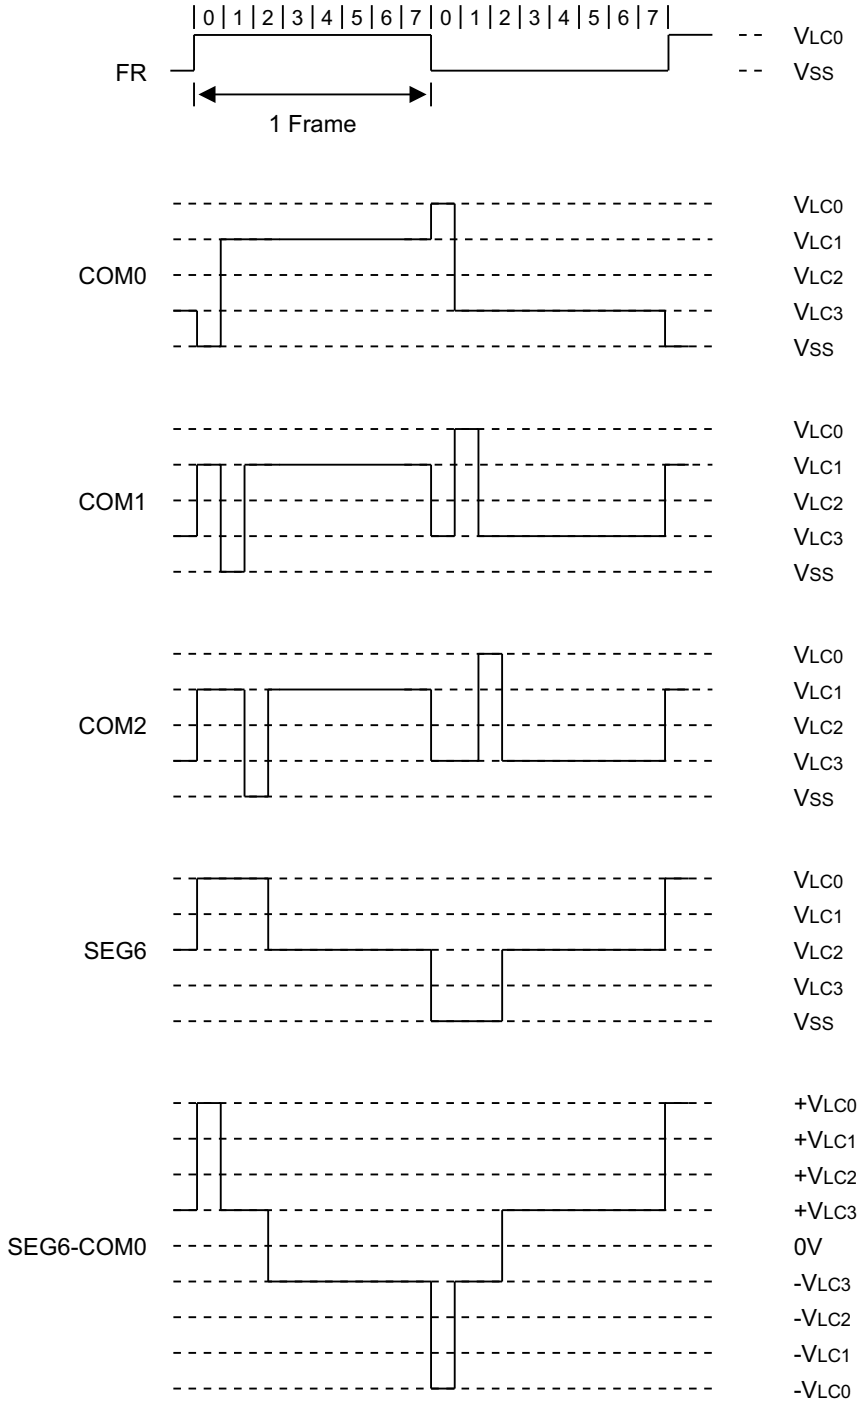 | 0 | 1 | 2 | 3 | 4 | 5 | 6 | 7 | 0 | 1 | 2 | 3 | 4 | 5 | 6 | 7 |
VLC0
FR
VSS
1 Frame
VLC0
VLC1
COM0
VLC2
VLC3
VSS
VLC0
VLC1
COM1
VLC2
VLC3
VSS
VLC0
VLC1
COM2
VLC2
VLC3
VSS
VLC0
VLC1
SEG6
VLC2
VLC3
VSS
+VLC0
+VLC1
+VLC2
+VLC3
SEG6-COM0
0V
-VLC3
-VLC2
-VLC1
-VLC0